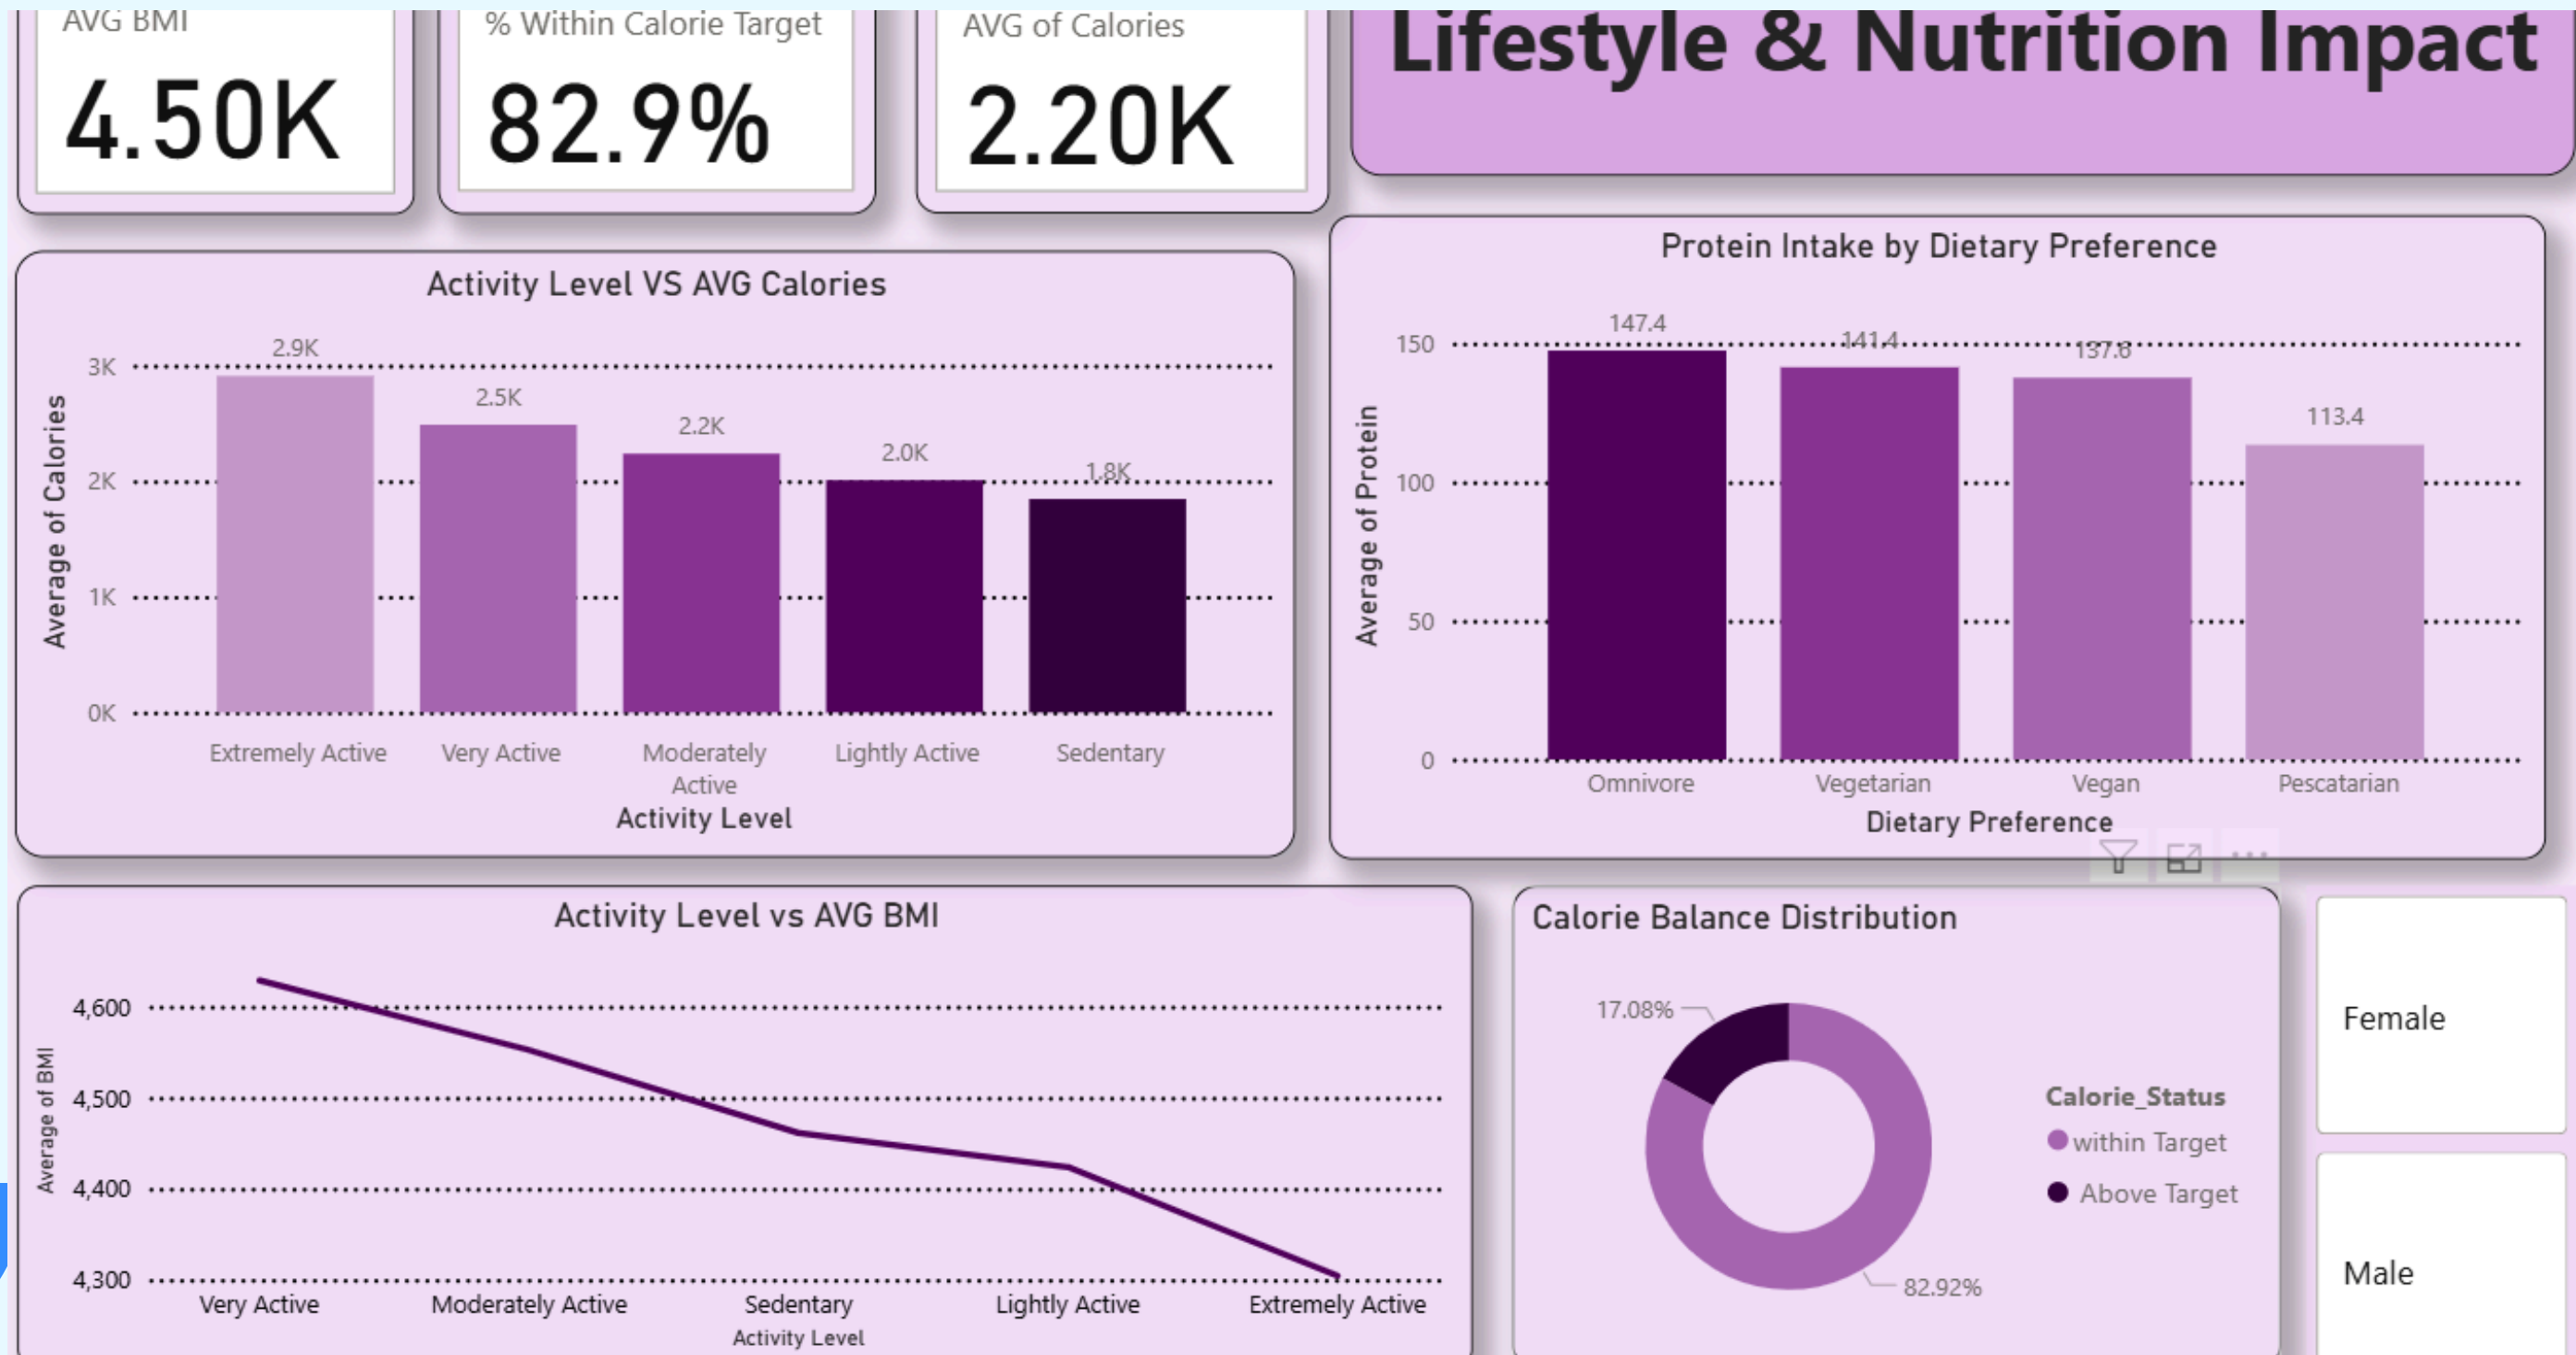 AVG BMI
4.50K
% Within Calorie Target
82.9%
AVG of Calories
2.20K
Lifestyle & Nutrition Impact
Activity Level VS AVG Calories
Average of Calories
3K
2K
1K
0K
2.9K
2.5K
2.2K
2.0K
1.8K
Extremely Active
Very Active
Moderately
Active
Lightly Active
Sedentary
Activity Level
Protein Intake by Dietary Preference
Average of Protein
150
100
50
0
147.4
141.4
137.6
113.4
Omnivore
Vegetarian
Vegan
Pescatarian
Dietary Preference
Activity Level vs AVG BMI
Average of BMI
4,600
4,500
4,400
4,300
Very Active
Moderately Active
Sedentary
Lightly Active
Extremely Active
Activity Level
Calorie Balance Distribution
17.08%
82.92%
Calorie_Status
within Target
Above Target
Female
Male